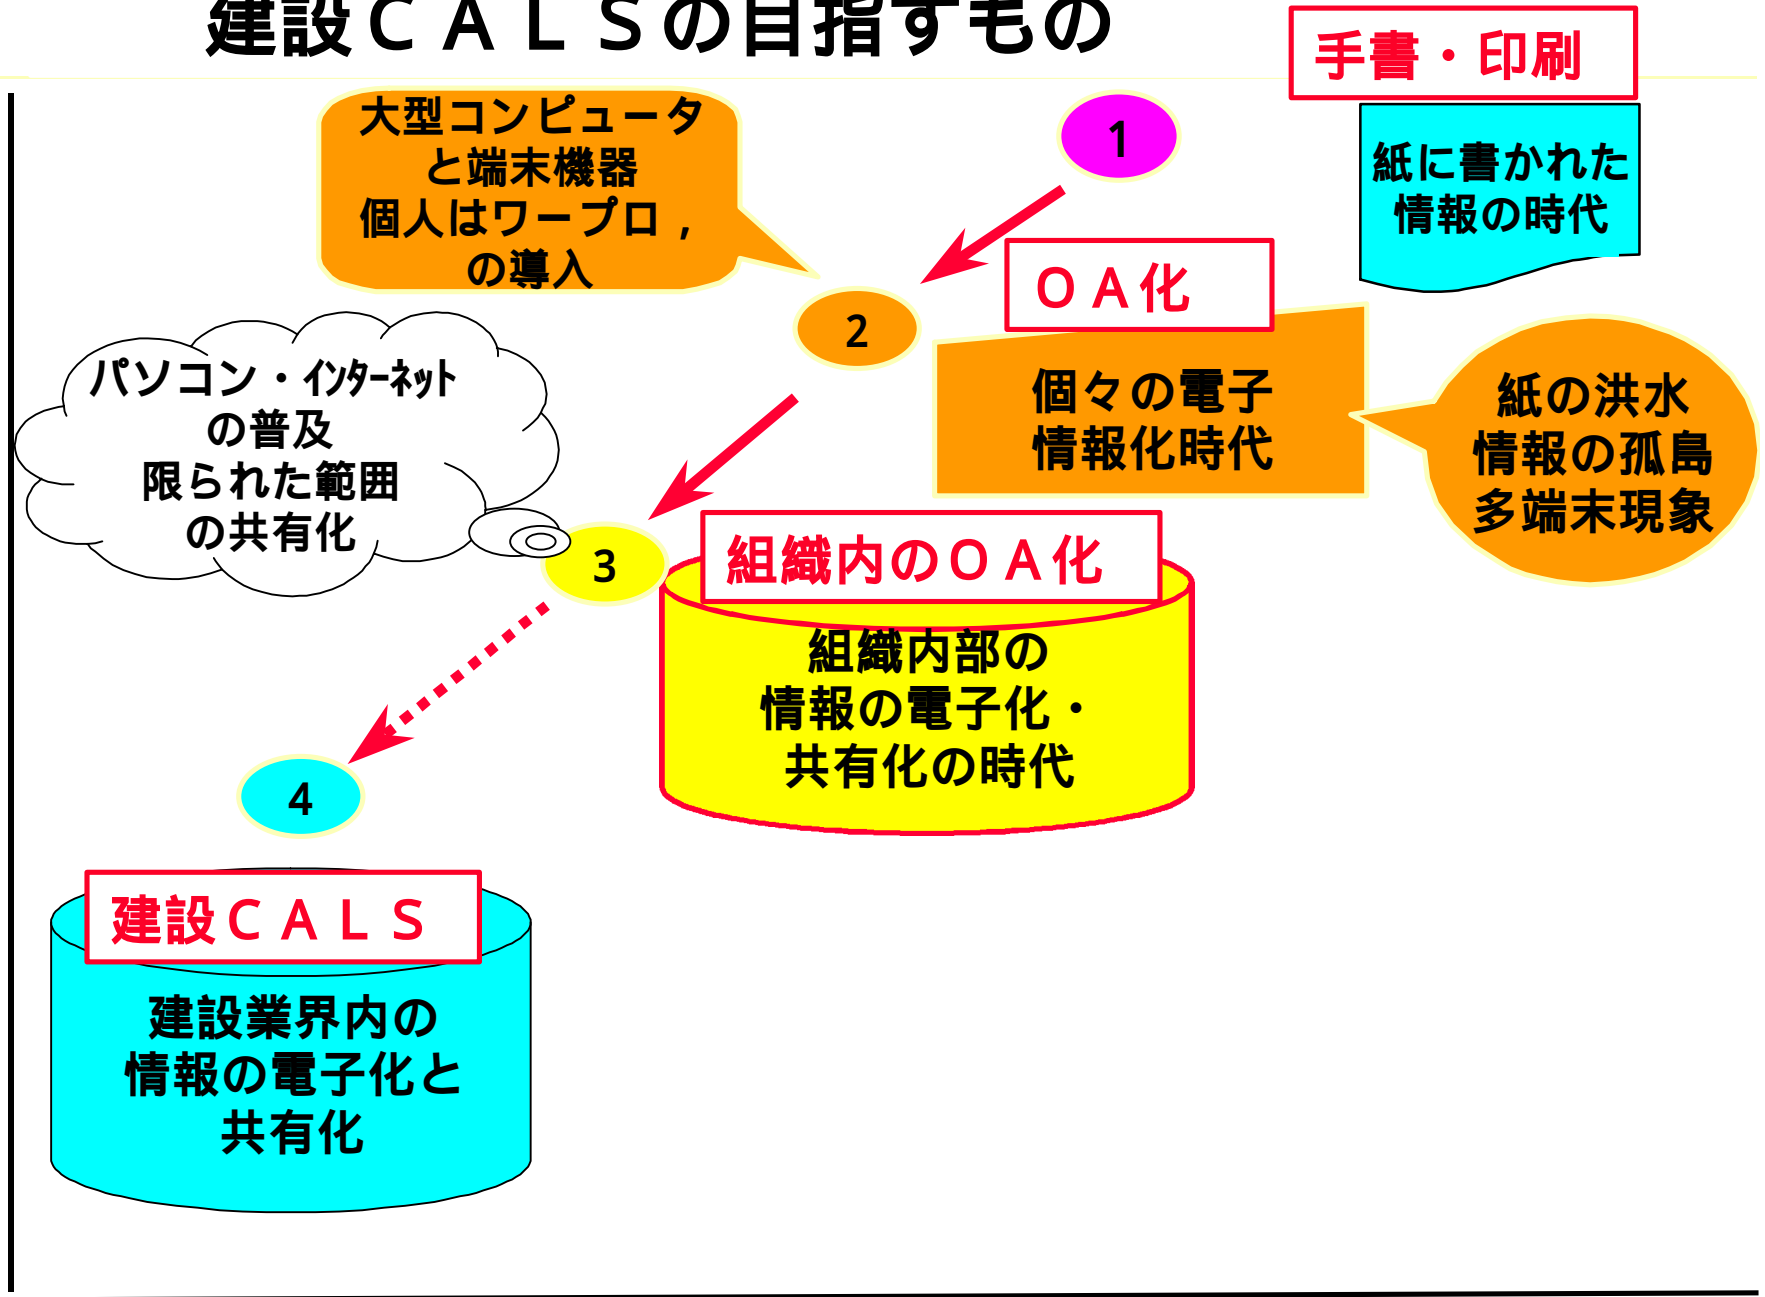 建設ＣＡＬＳの目指すもの
手書・印刷
1
紙に書かれた
情報の時代
大型コンピュータ
と端末機器
個人はワープロ，
の導入
2
ＯＡ化
個々の電子
情報化時代
紙の洪水
情報の孤島
多端末現象
パソコン・ｲﾝﾀｰﾈｯﾄ
の普及
限られた範囲
の共有化
3
組織内のＯＡ化
組織内部の
情報の電子化・
共有化の時代
4
建設ＣＡＬＳ
建設業界内の
情報の電子化と
共有化